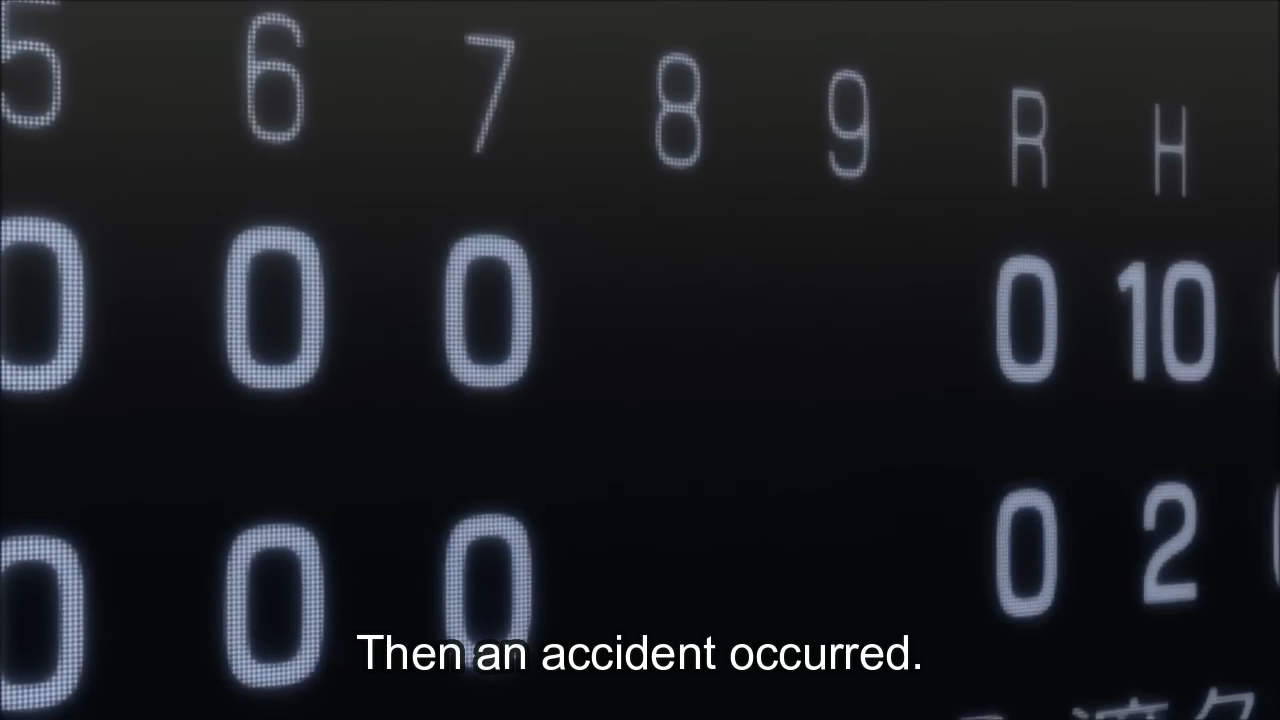 5 6 7 8 9 R H
0 0 0 0 10
0 0 0 0 2
Then an accident occurred.